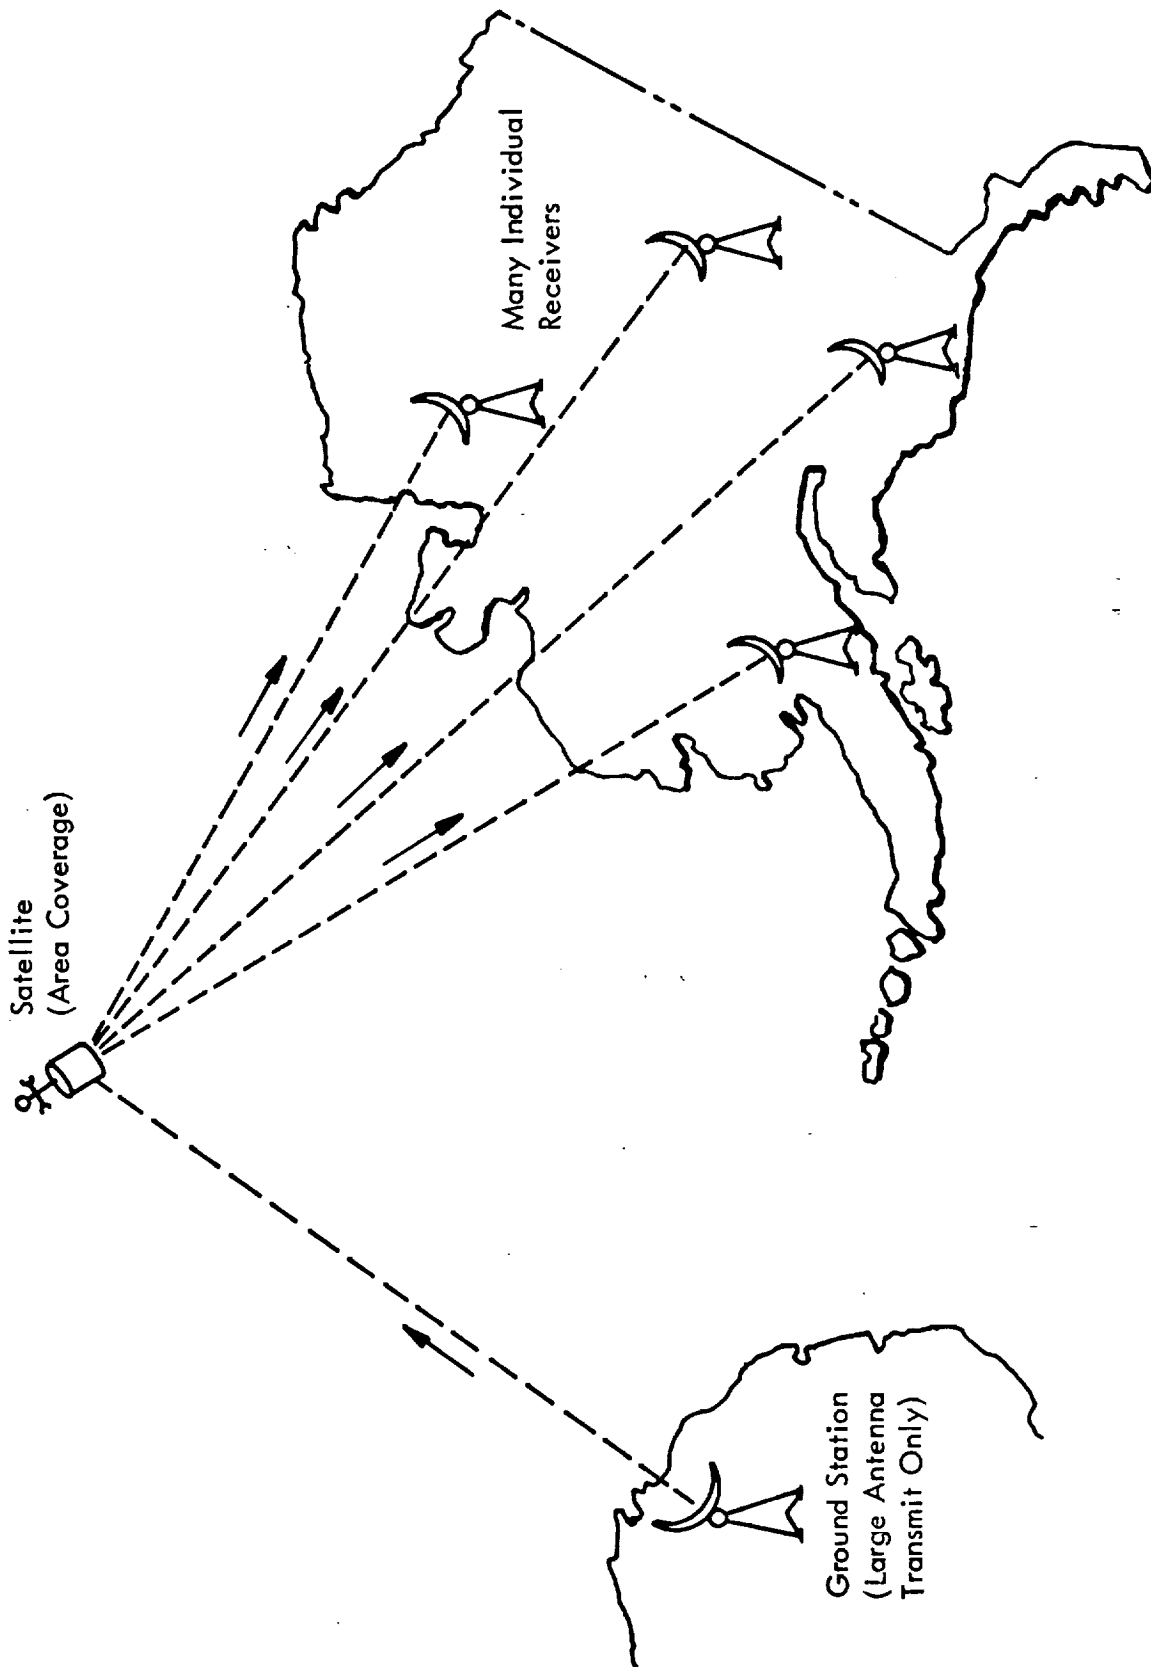 Satellite
(Area Coverage)
Many Individual
Receivers
Ground Station
(Large Antenna
Transmit Only)